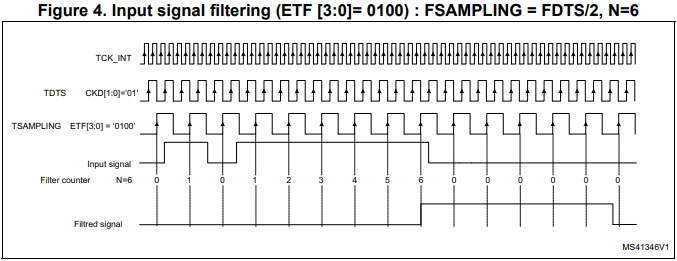 Figure 4. Input signal filtering (ETF [3:0]= 0100) : FSAMPLING = FDTS/2, N=6
TCK_INT
TDTS CKD[1:0]='01'
TSAMPLING ETF[3:0] = '0100'
Input signal
Filter counter N=6 0 1 0 1 2 3 4 5 6 0 0 0 0 0 0
Filtred signal
MS41346V1